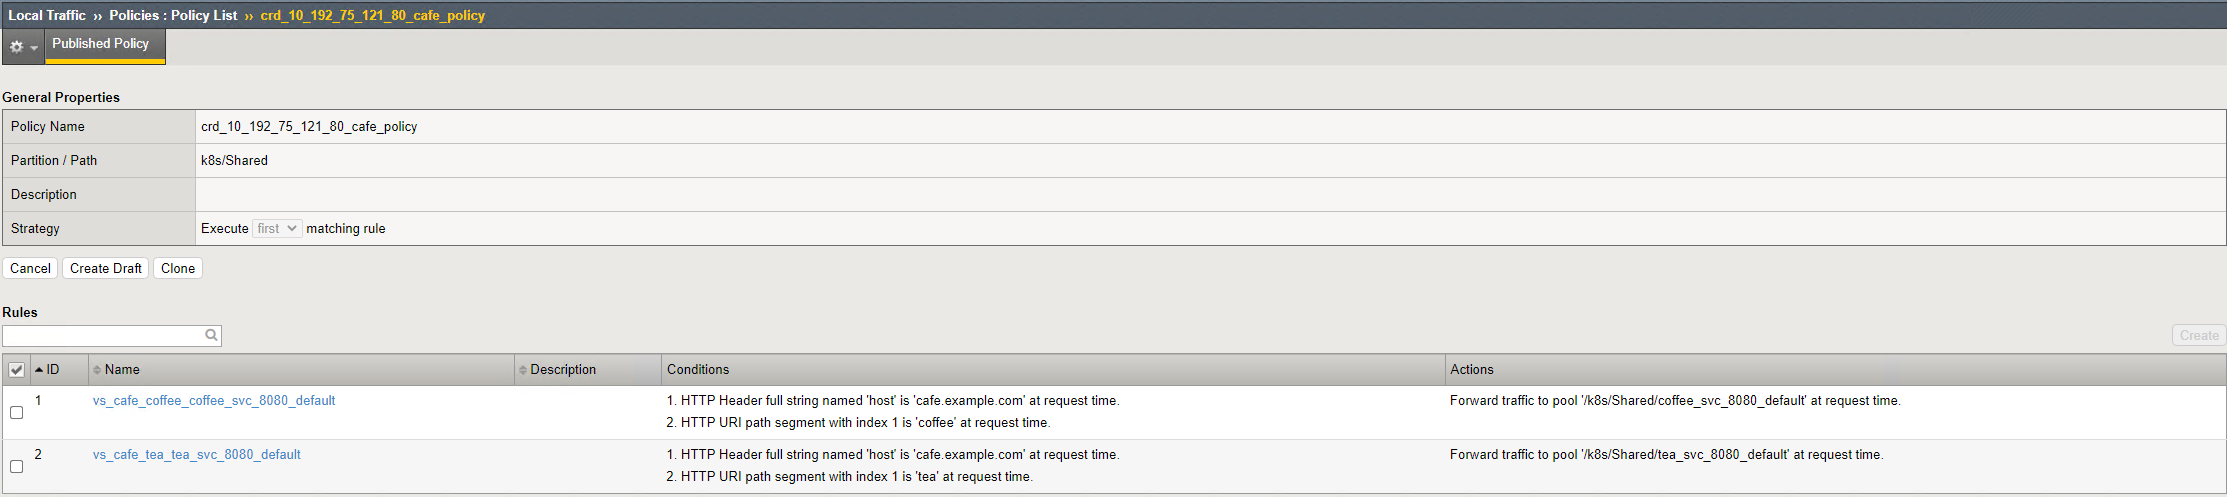 Local Traffic ›› Policies : Policy List ›› crd_10_192_75_121_80_cafe_policy
Published Policy
General Properties
Policy Name crd_10_192_75_121_80_cafe_policy
Partition / Path k8s/Shared
Description
Strategy Execute first matching rule
Cancel Create Draft Clone
Rules
Create
ID Name Description Conditions Actions
1 vs_cafe_coffee_coffee_svc_8080_default 1. HTTP Header full string named 'host' is 'cafe.example.com' at request time. Forward traffic to pool '/k8s/Shared/coffee_svc_8080_default' at request time.
2. HTTP URI path segment with index 1 is 'coffee' at request time.
2 vs_cafe_tea_tea_svc_8080_default 1. HTTP Header full string named 'host' is 'cafe.example.com' at request time. Forward traffic to pool '/k8s/Shared/tea_svc_8080_default' at request time.
2. HTTP URI path segment with index 1 is 'tea' at request time.